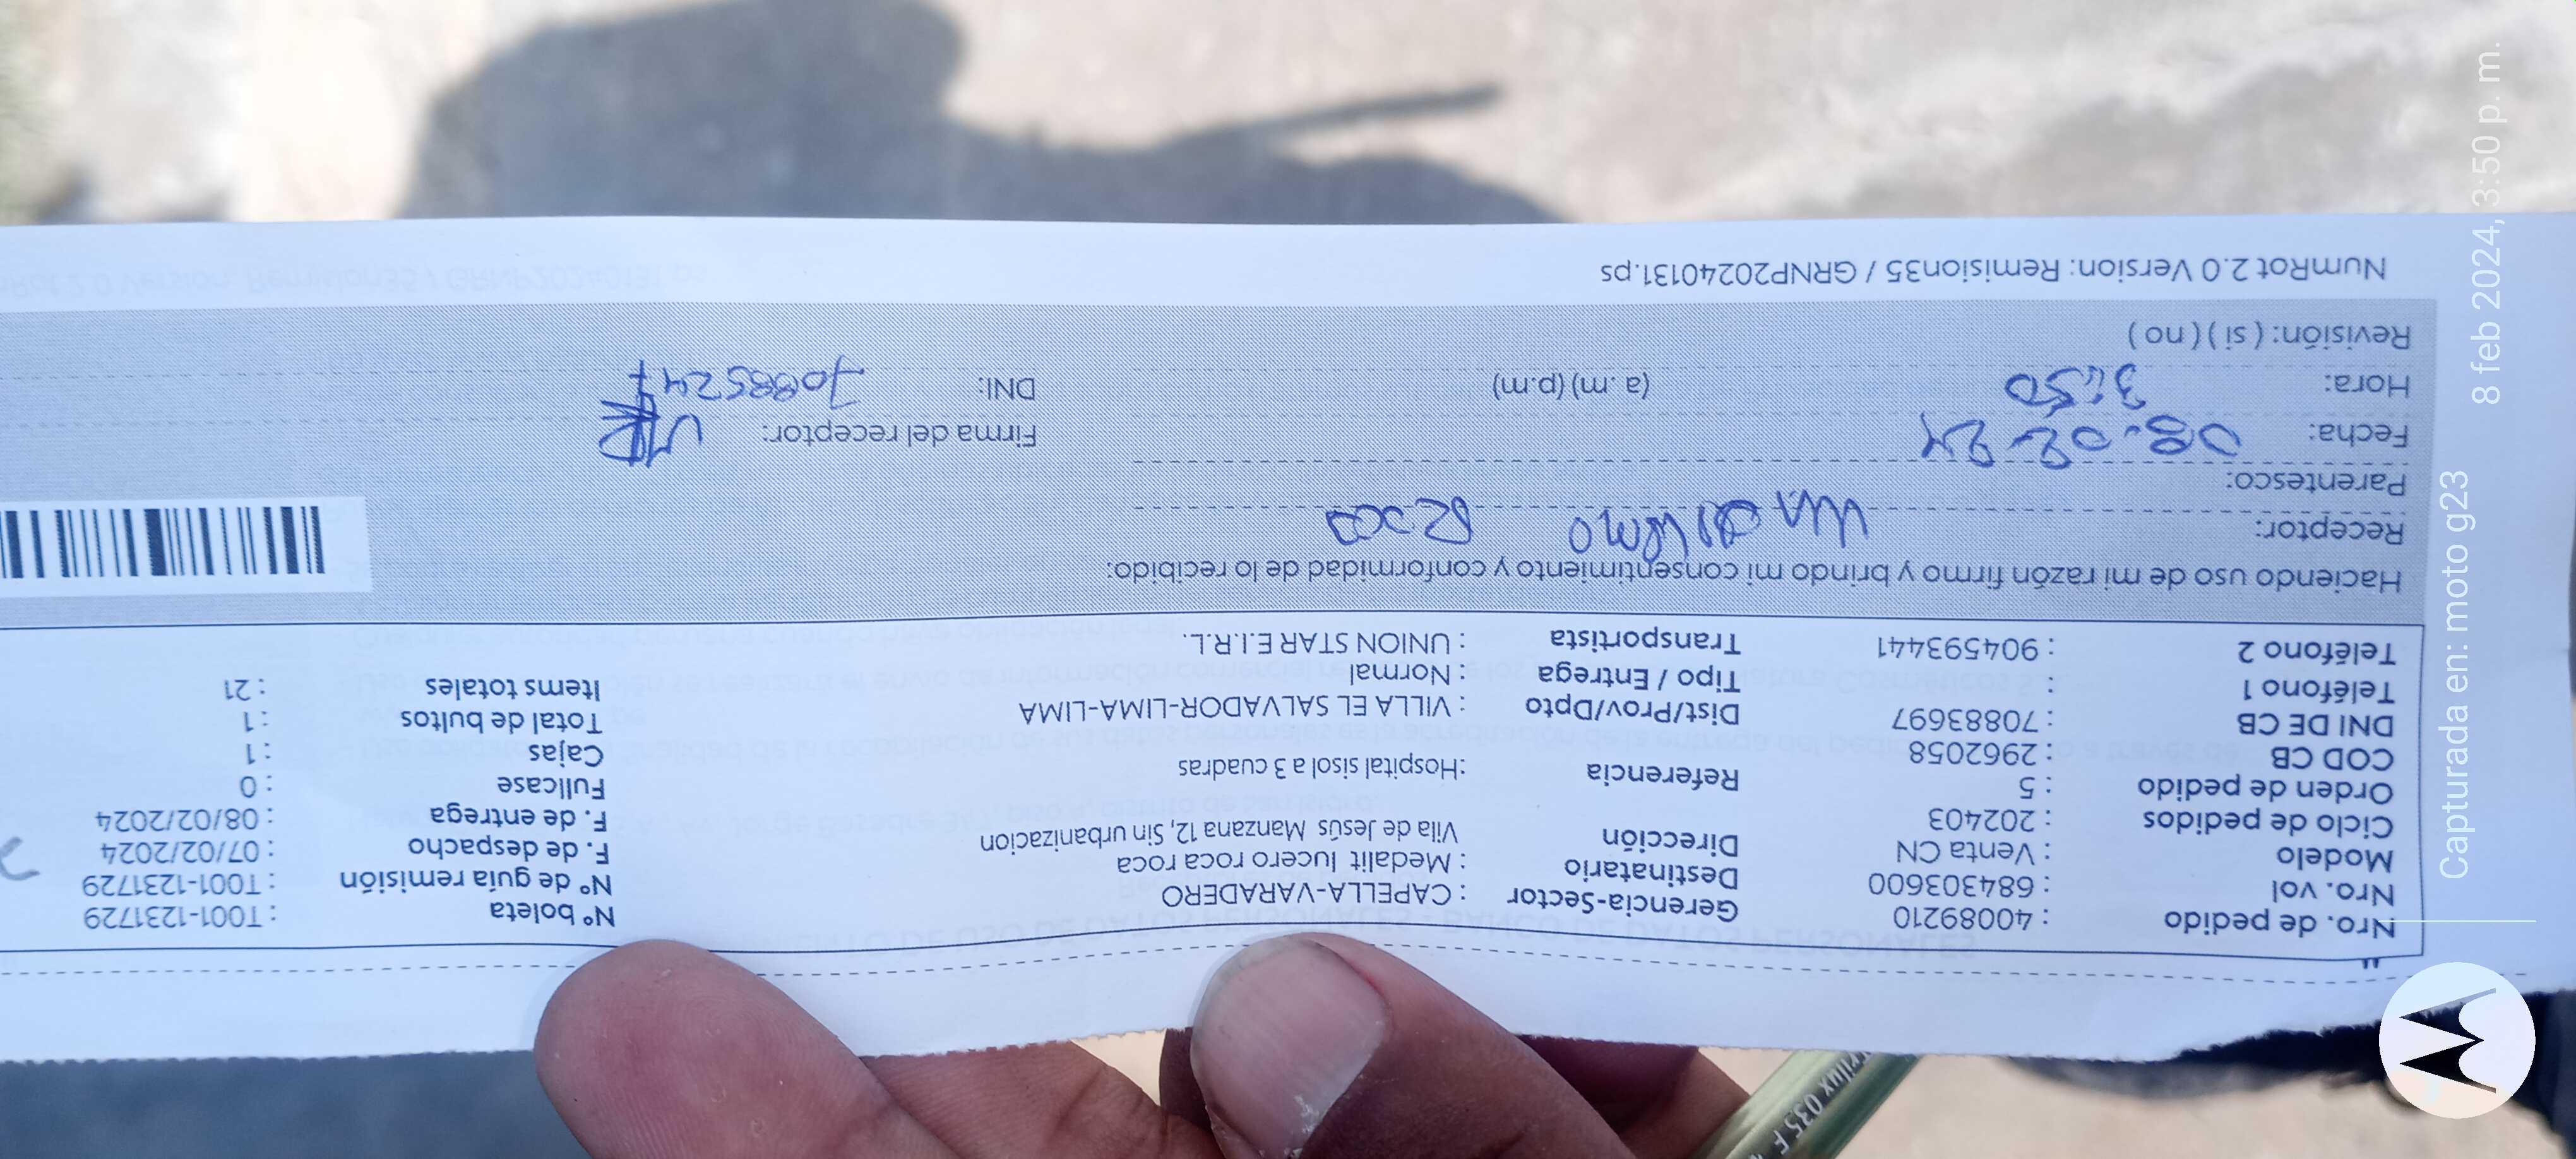 Nro. de pedido : 40089210
Nro. vol : 684303600
Modelo : Venta CN
Ciclo de pedidos : 202403
Orden de pedido : 5
COD CB : 2962058
DNI DE CB : 70883697
Teléfono 1 :
Teléfono 2 : 904593441
Gerencia-Sector : CAPELLA-VARADERO
Destinatario : Medalit lucero roca roca
Dirección Vila de Jesús Manzana 12, Sin urbanizacion
Referencia :Hospital sisol a 3 cuadras
Dist/Prov/Dpto : VILLA EL SALVADOR-LIMA-LIMA
Tipo / Entrega : Normal
Transportista : UNION STAR E.I.R.L.
N° boleta : T001-1231729
N° de guía remisión : T001-1231729
F. de despacho : 07/02/2024
F. de entrega : 08/02/2024
Fullcase : 0
Cajas : 1
Total de bultos : 1
Items totales : 21
Haciendo uso de mi razón firmo y brindo mi consentimiento y conformidad de lo recibido:
Receptor: Roca
Parentesco:
Fecha: 08.02.24
Hora: 3:50 (a.m) (p.m)
Revisión: ( si ) ( no )
Firma del receptor:
DNI: 70885247
NumRot 2.0 Version: Remision35 / GRNP20240131.ps
Capturada en: moto g23
8 feb 2024, 3:50 p. m.
035 F